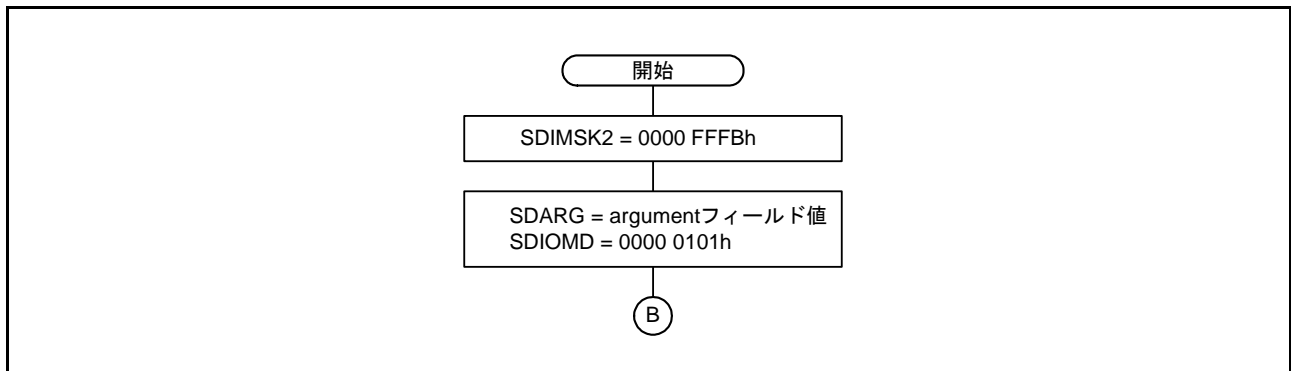 開始
SDIMSK2 = 0000 FFFBh
SDARG = argumentフィールド値
SDIOMD = 0000 0101h
B